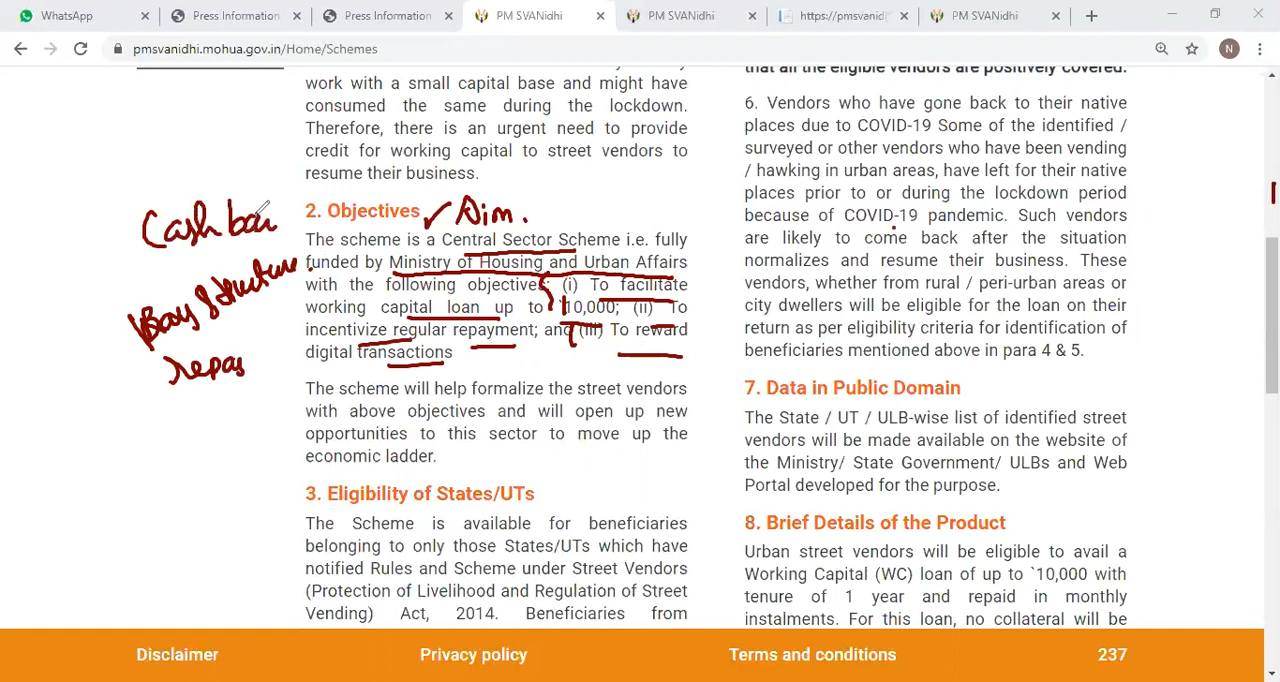 WhatsApp
Press Information
Press Information
PM SVANidhi
PM SVANidhi
https://pmsvanid
PM SVANidhi
pmsvanidhi.mohua.gov.in/Home/Schemes
N
work with a small capital base and might have
consumed the same during the lockdown.
Therefore, there is an urgent need to provide
credit for working capital to street vendors to
resume their business.
2. Objectives ✓ Aim.
The scheme is a Central Sector Scheme i.e. fully
funded by Ministry of Housing and Urban Affairs
with the following objectives: (i) To facilitate
working capital loan up to `10,000; (ii) To
incentivize regular repayment; and (iii) To reward
digital transactions
The scheme will help formalize the street vendors
with above objectives and will open up new
opportunities to this sector to move up the
economic ladder.
3. Eligibility of States/UTs
The Scheme is available for beneficiaries
belonging to only those States/UTs which have
notified Rules and Scheme under Street Vendors
(Protection of Livelihood and Regulation of Street
Vending) Act, 2014. Beneficiaries from
Cash
Structure
repay
that all the eligible vendors are positively covered.
6. Vendors who have gone back to their native
places due to COVID-19 Some of the identified /
surveyed or other vendors who have been vending
/ hawking in urban areas, have left for their native
places prior to or during the lockdown period
because of COVID-19 pandemic. Such vendors
are likely to come back after the situation
normalizes and resume their business. These
vendors, whether from rural / peri-urban areas or
city dwellers will be eligible for the loan on their
return as per eligibility criteria for identification of
beneficiaries mentioned above in para 4 & 5.
7. Data in Public Domain
The State / UT / ULB-wise list of identified street
vendors will be made available on the website of
the Ministry/ State Government/ ULBs and Web
Portal developed for the purpose.
8. Brief Details of the Product
Urban street vendors will be eligible to avail a
Working Capital (WC) loan of up to `10,000 with
tenure of 1 year and repaid in monthly
instalments. For this loan, no collateral will be
Disclaimer
Privacy policy
Terms and conditions
237